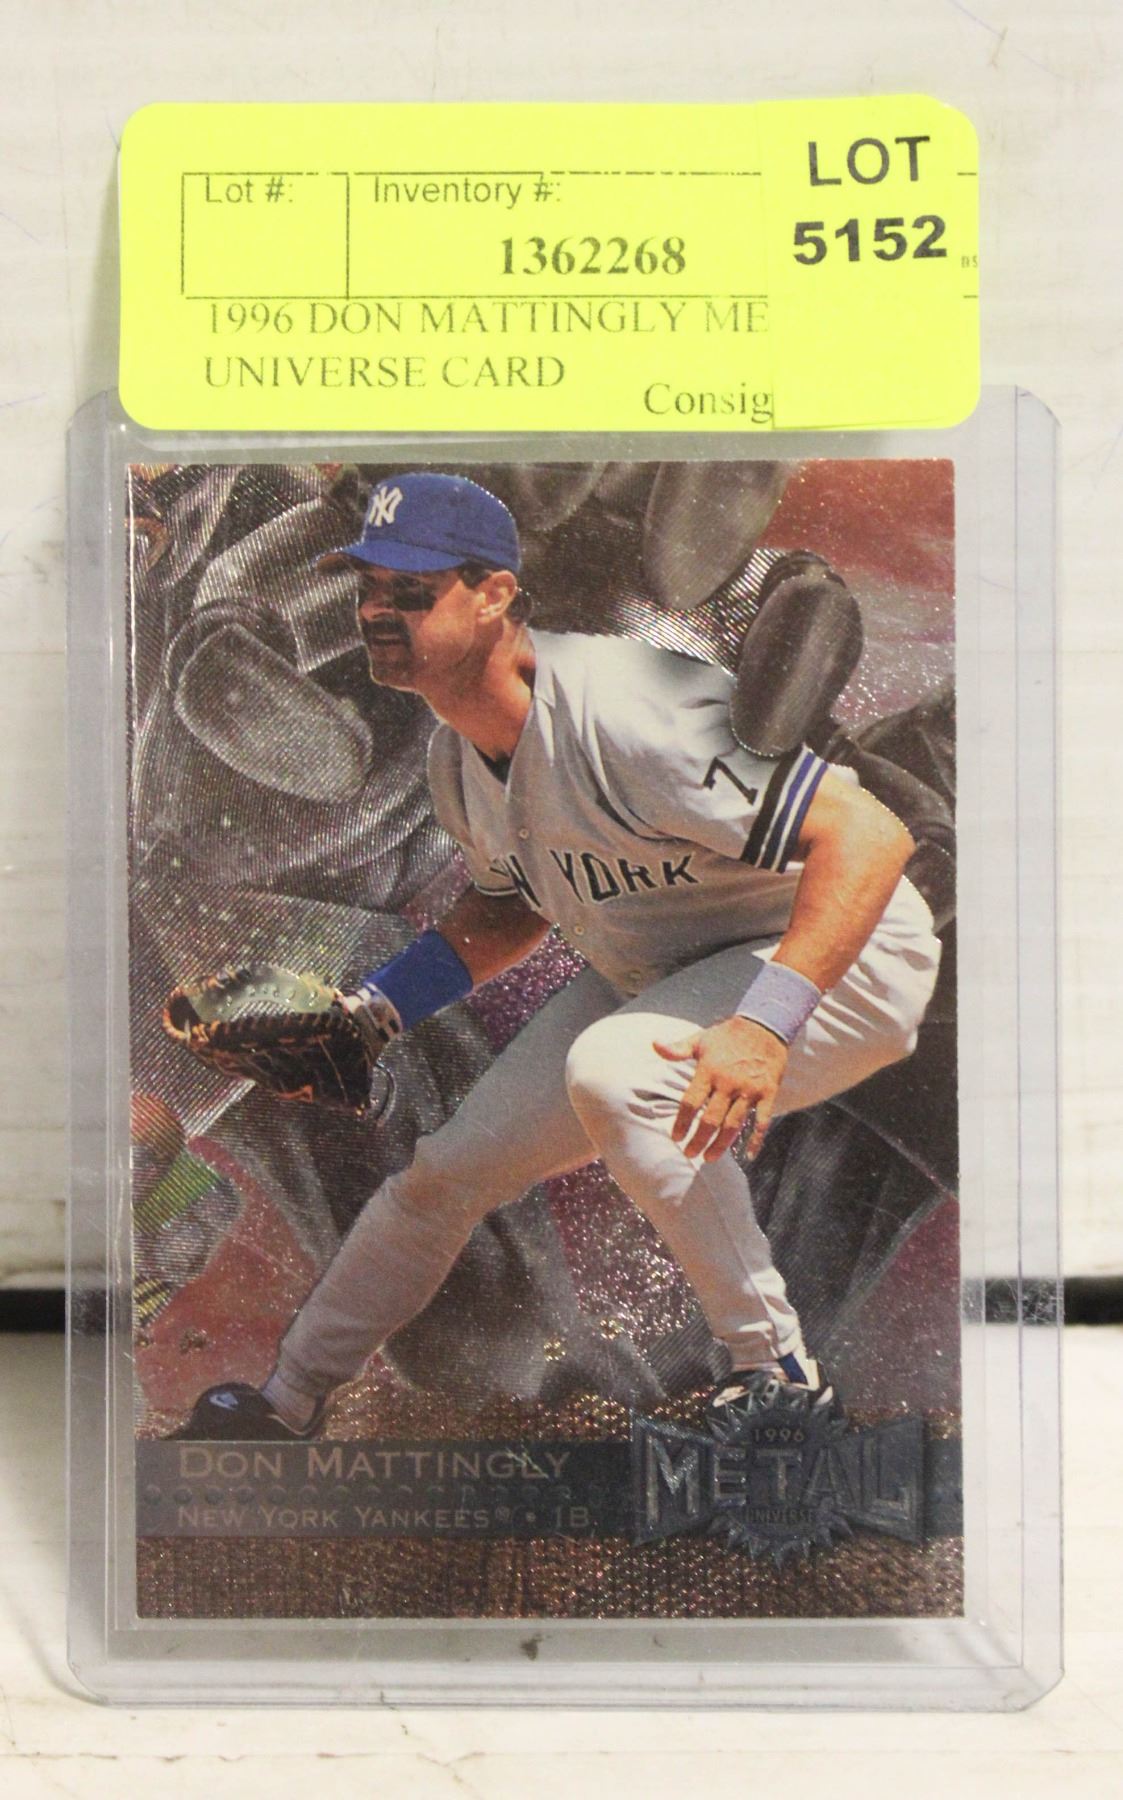 LOT
5152
Lot #:
Inventory #:
1362268
1996 DON MATTINGLY ME
UNIVERSE CARD
Consig
NY
7
YORK
1996
METAL
UNIVERSE
DON MATTINGLY
NEW YORK YANKEES® • 1B